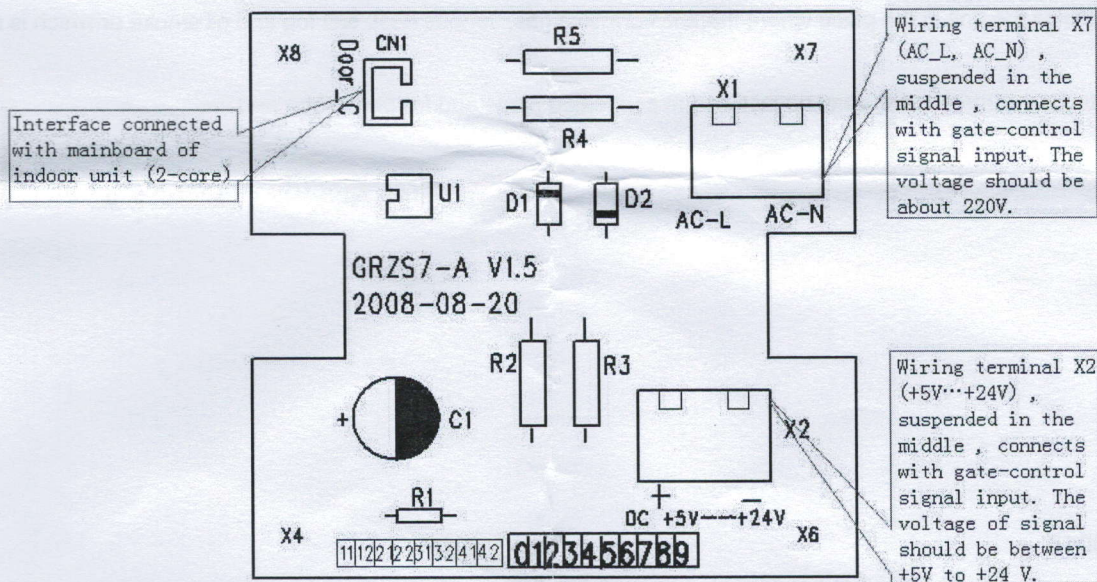 X8
CN1
Door-C
R5
X7
X1
R4
Interface connected
with mainboard of
indoor unit (2-core)
U1
D1
D2
AC-L
AC-N
Wiring terminal X7
(AC_L, AC_N) ,
suspended in the
middle , connects
with gate-control
signal input. The
voltage should be
about 220V.
GRZS7-A V1.5
2008-08-20
R2
R3
C1
+
X2
+ −
DC +5V--+24V
R1
X4
X6
1112212231324142
0123456789
Wiring terminal X2
(+5V···+24V) ,
suspended in the
middle , connects
with gate-control
signal input. The
voltage of signal
should be between
+5V to +24 V.